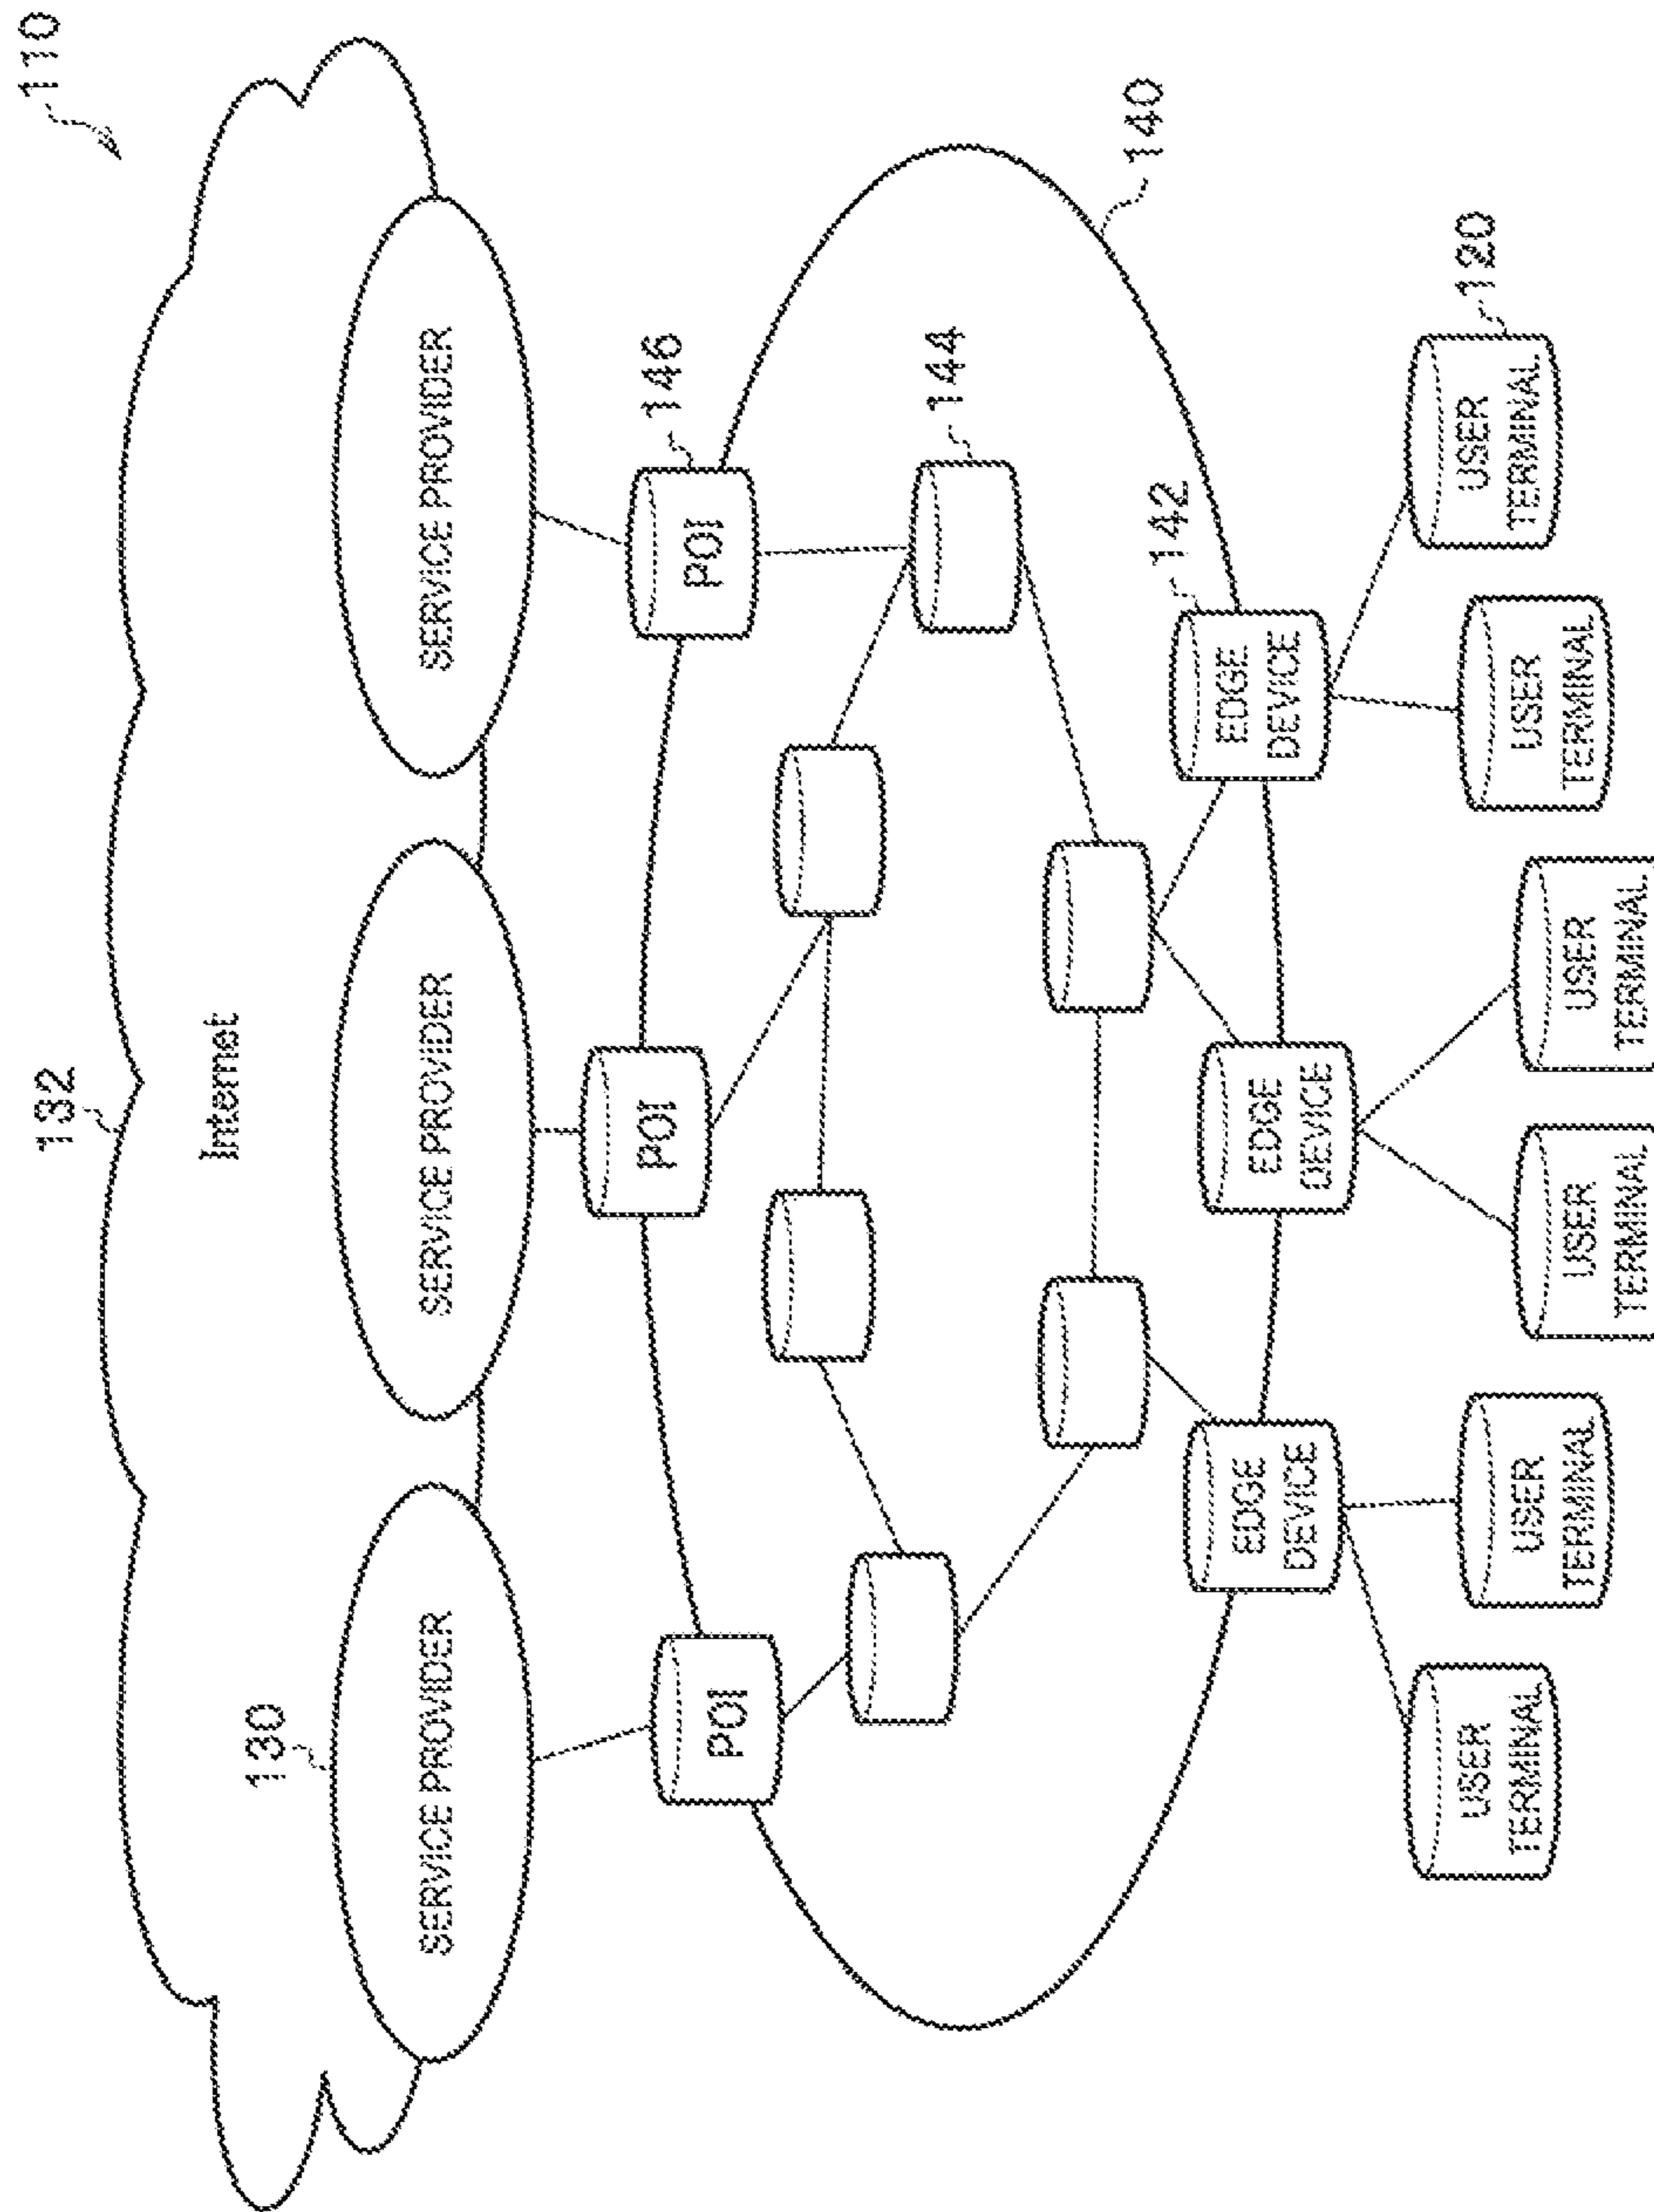 110
132
Internet
130
SERVICE PROVIDER
SERVICE PROVIDER
SERVICE PROVIDER
POI
POI
POI
146
144
140
142
EDGE
DEVICE
EDGE
DEVICE
EDGE
DEVICE
120
USER
TERMINAL
USER
TERMINAL
USER
TERMINAL
USER
TERMINAL
USER
TERMINAL
USER
TERMINAL